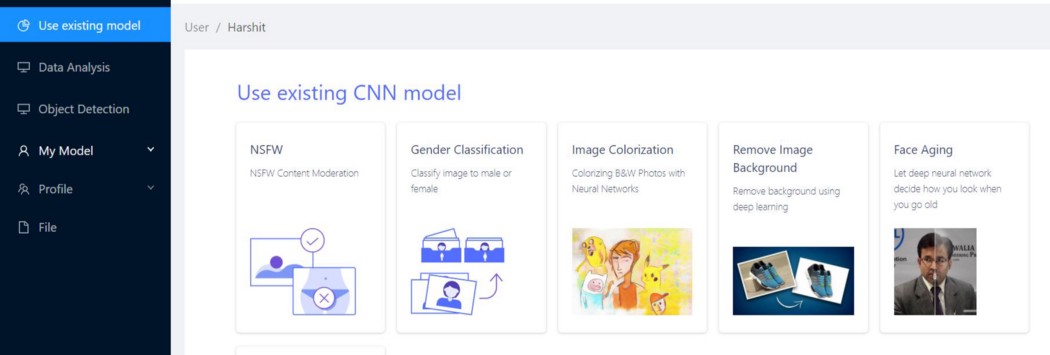 Use existing model
Data Analysis
Object Detection
My Model
Profile
File
User / Harshit
Use existing CNN model
NSFW
NSFW Content Moderation
Gender Classification
Classify image to male or
female
Image Colorization
Colorizing B&W Photos with
Neural Networks
Remove Image
Background
Remove background using
deep learning
Face Aging
Let deep neural network
decide how you look when
you go old
WALIA